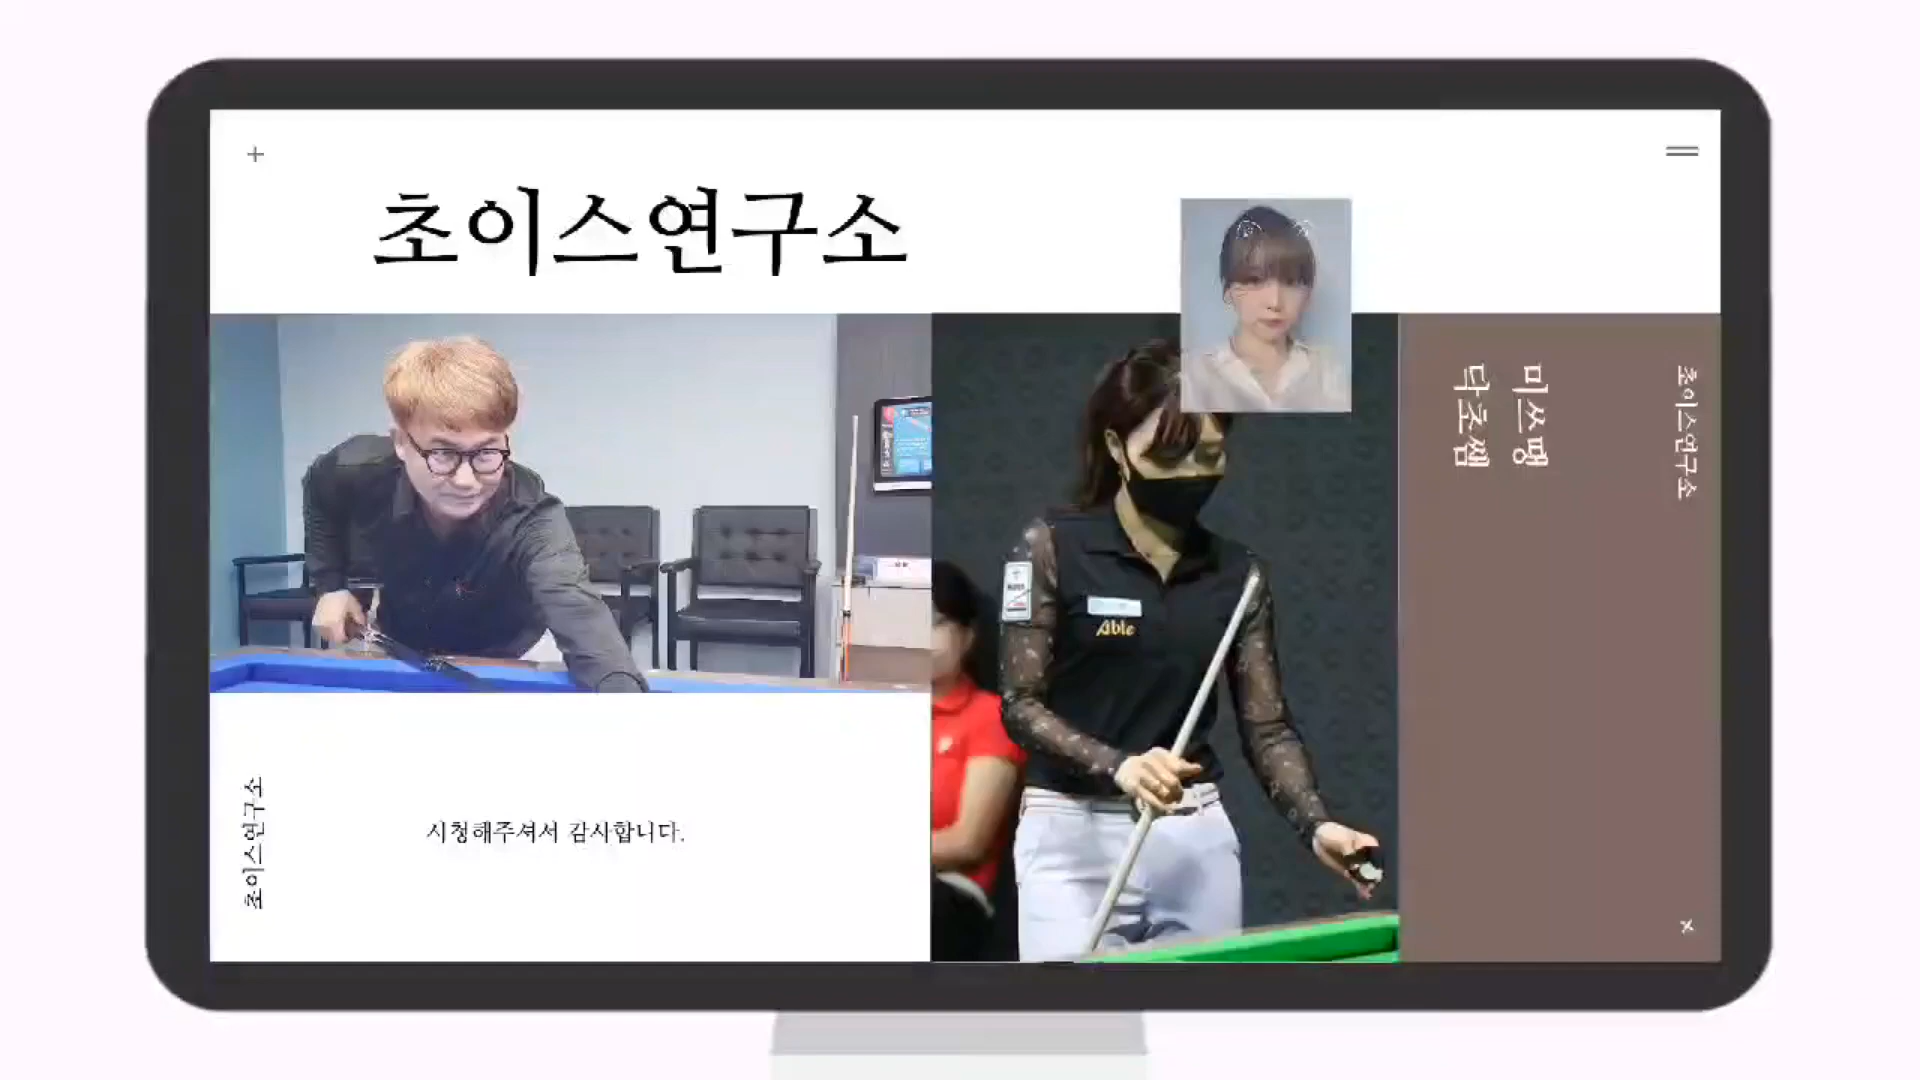 초이스연구소
Able
미쓰맹
닥초쌤
초이스연구소
초이스연구소
시청해주셔서 감사합니다.